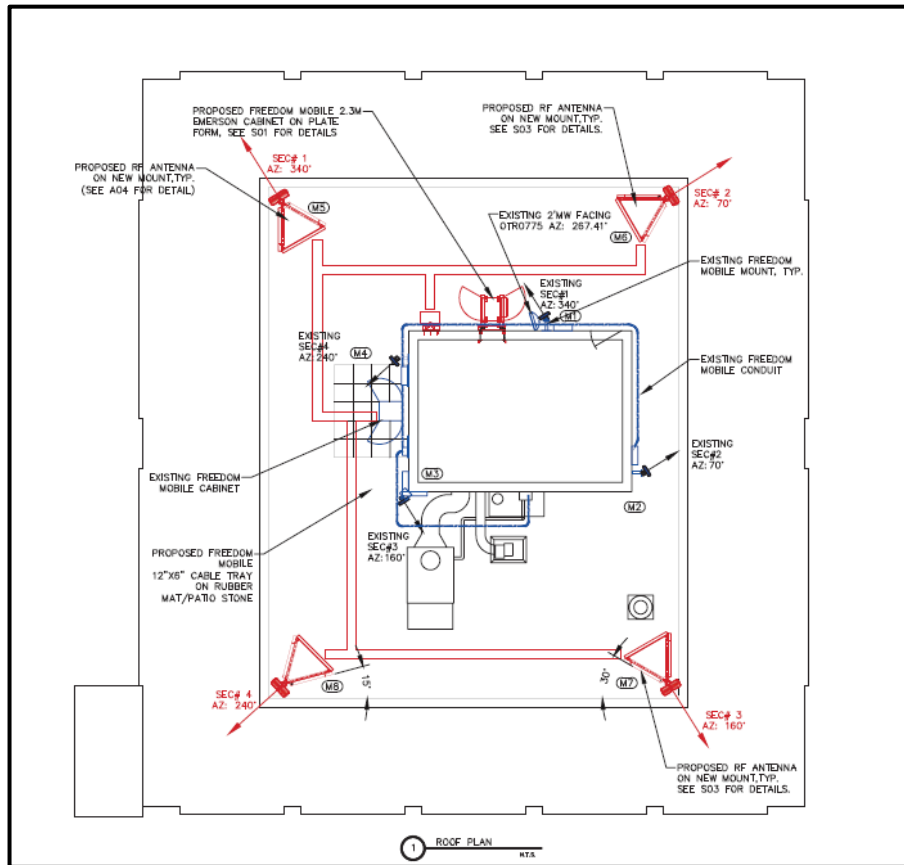 PROPOSED FREEDOM MOBILE 2.3M
EMERSON CABINET ON PLATE
FORM, SEE S01 FOR DETAILS
PROPOSED RF ANTENNA
ON NEW MOUNT,TYP.
SEE S03 FOR DETAILS.
SEC# 1
AZ: 340°
PROPOSED RF ANTENNA
ON NEW MOUNT,TYP.
(SEE A04 FOR DETAIL)
M5
SEC# 2
AZ: 70°
EXISTING 2'MW FACING
OTR0775 AZ: 267.41°
M6
EXISTING FREEDOM
MOBILE MOUNT, TYP.
EXISTING
SEC#1
AZ:340°
M1
EXISTING
SEC#4
AZ:240°
M4
EXISTING FREEDOM
MOBILE CONDUIT
EXISTING
SEC#2
AZ:70°
EXISTING FREEDOM
MOBILE CABINET
M3
M2
EXISTING
SEC#3
AZ:160°
PROPOSED FREEDOM
MOBILE
12"X6" CABLE TRAY
ON RUBBER
MAT/PATIO STONE
SEC# 4
AZ: 240°
M8
15°
30°
M7
SEC# 3
AZ:160°
PROPOSED RF ANTENNA
ON NEW MOUNT,TYP.
SEE S03 FOR DETAILS.
1
ROOF PLAN
N.T.S.